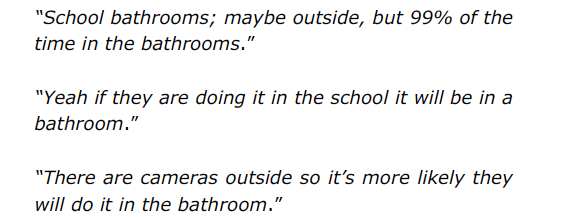 “School bathrooms; maybe outside, but 99% of the
time in the bathrooms.”
“Yeah if they are doing it in the school it will be in a
bathroom.”
“There are cameras outside so it’s more likely they
will do it in the bathroom.”